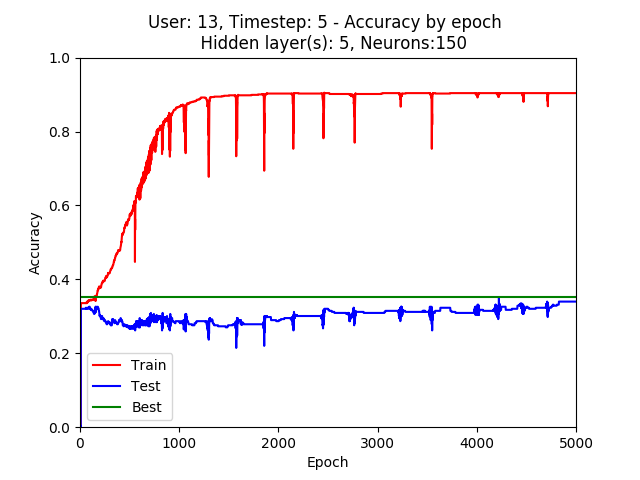 User: 13, Timestep: 5 - Accuracy by epoch
Hidden layer(s): 5, Neurons:150
1.0
0.8
0.6
0.4
0.2
0.0
Accuracy
Train
Test
Best
0 1000 2000 3000 4000 5000
Epoch